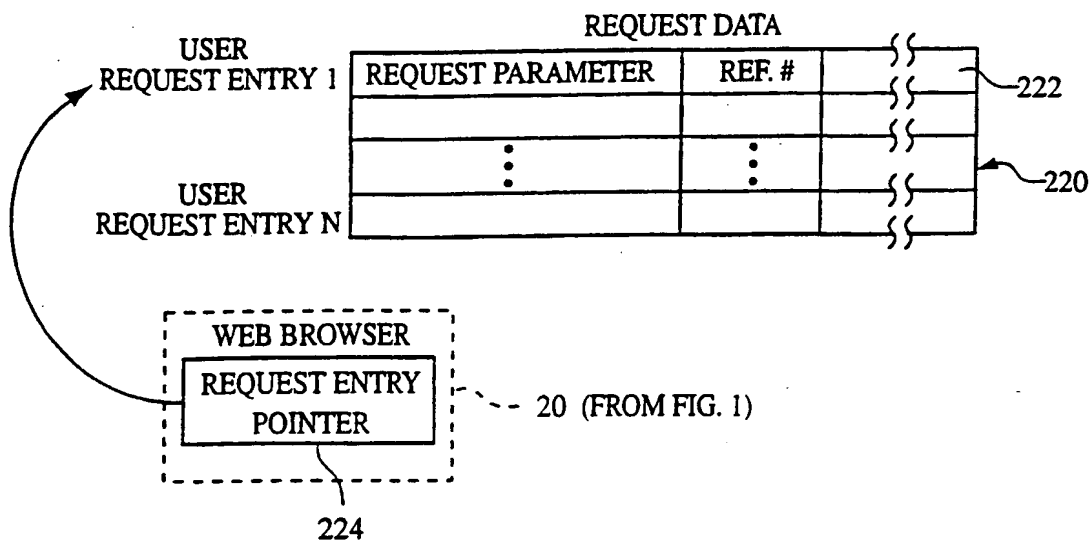 REQUEST DATA
USER
REQUEST ENTRY 1
REQUEST PARAMETER
REF. #
222
220
USER
REQUEST ENTRY N
WEB BROWSER
REQUEST ENTRY
POINTER
20 (FROM FIG. 1)
224